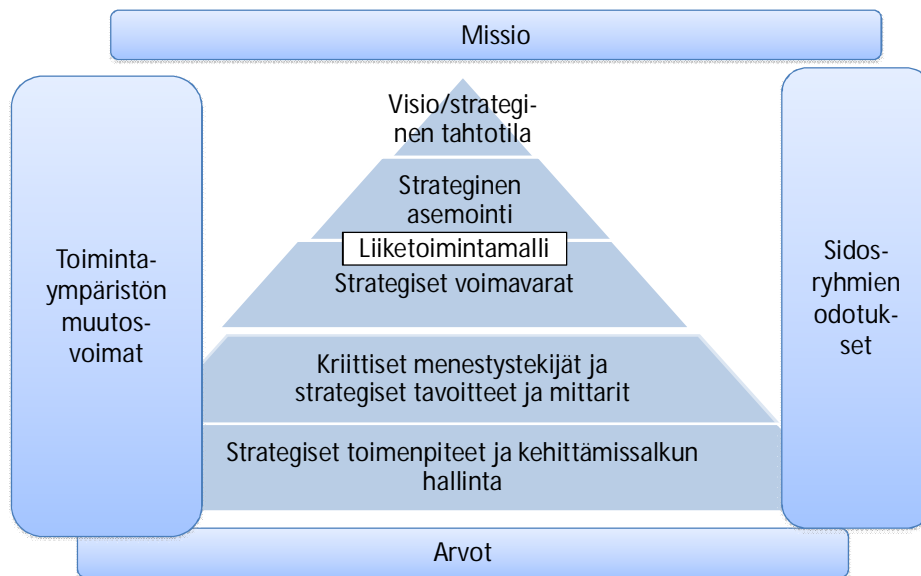 Missio
Visio/strategi-
nen tahtotila
Strateginen
asemointi
Liiketoimintamalli
Strategiset voimavarat
Kriittiset menestystekijät ja
strategiset tavoitteet ja mittarit
Strategiset toimenpiteet ja kehittämissalkun
hallinta
Toiminta-
ympäristön
muutos-
voimat
Sidos-
ryhmien
odotuk-
set
Arvot